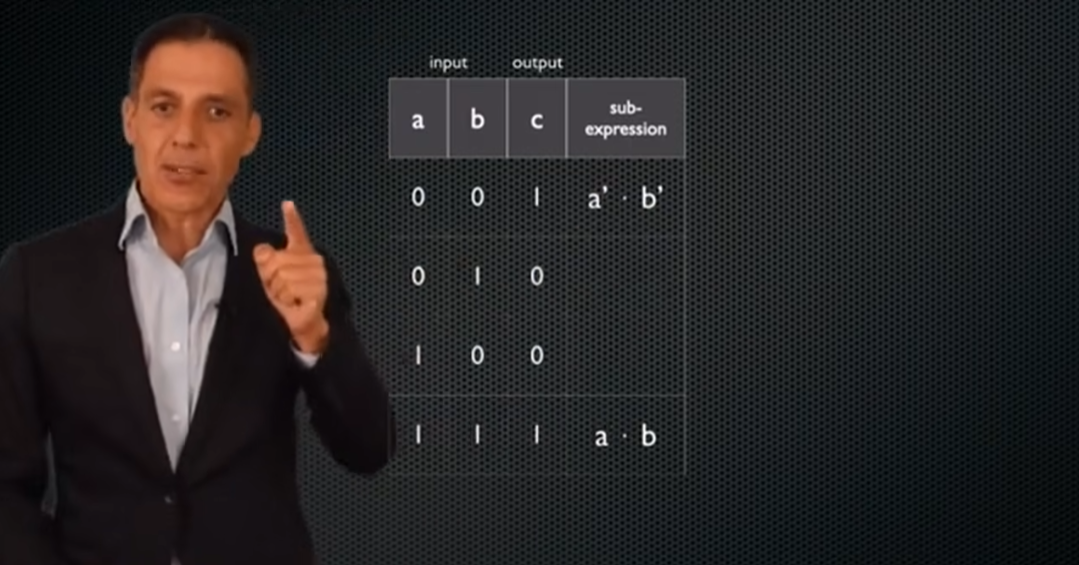 input output
a b c sub-
expression
0 0 1 a' · b'
0 1 0
1 0 0
1 1 1 a · b